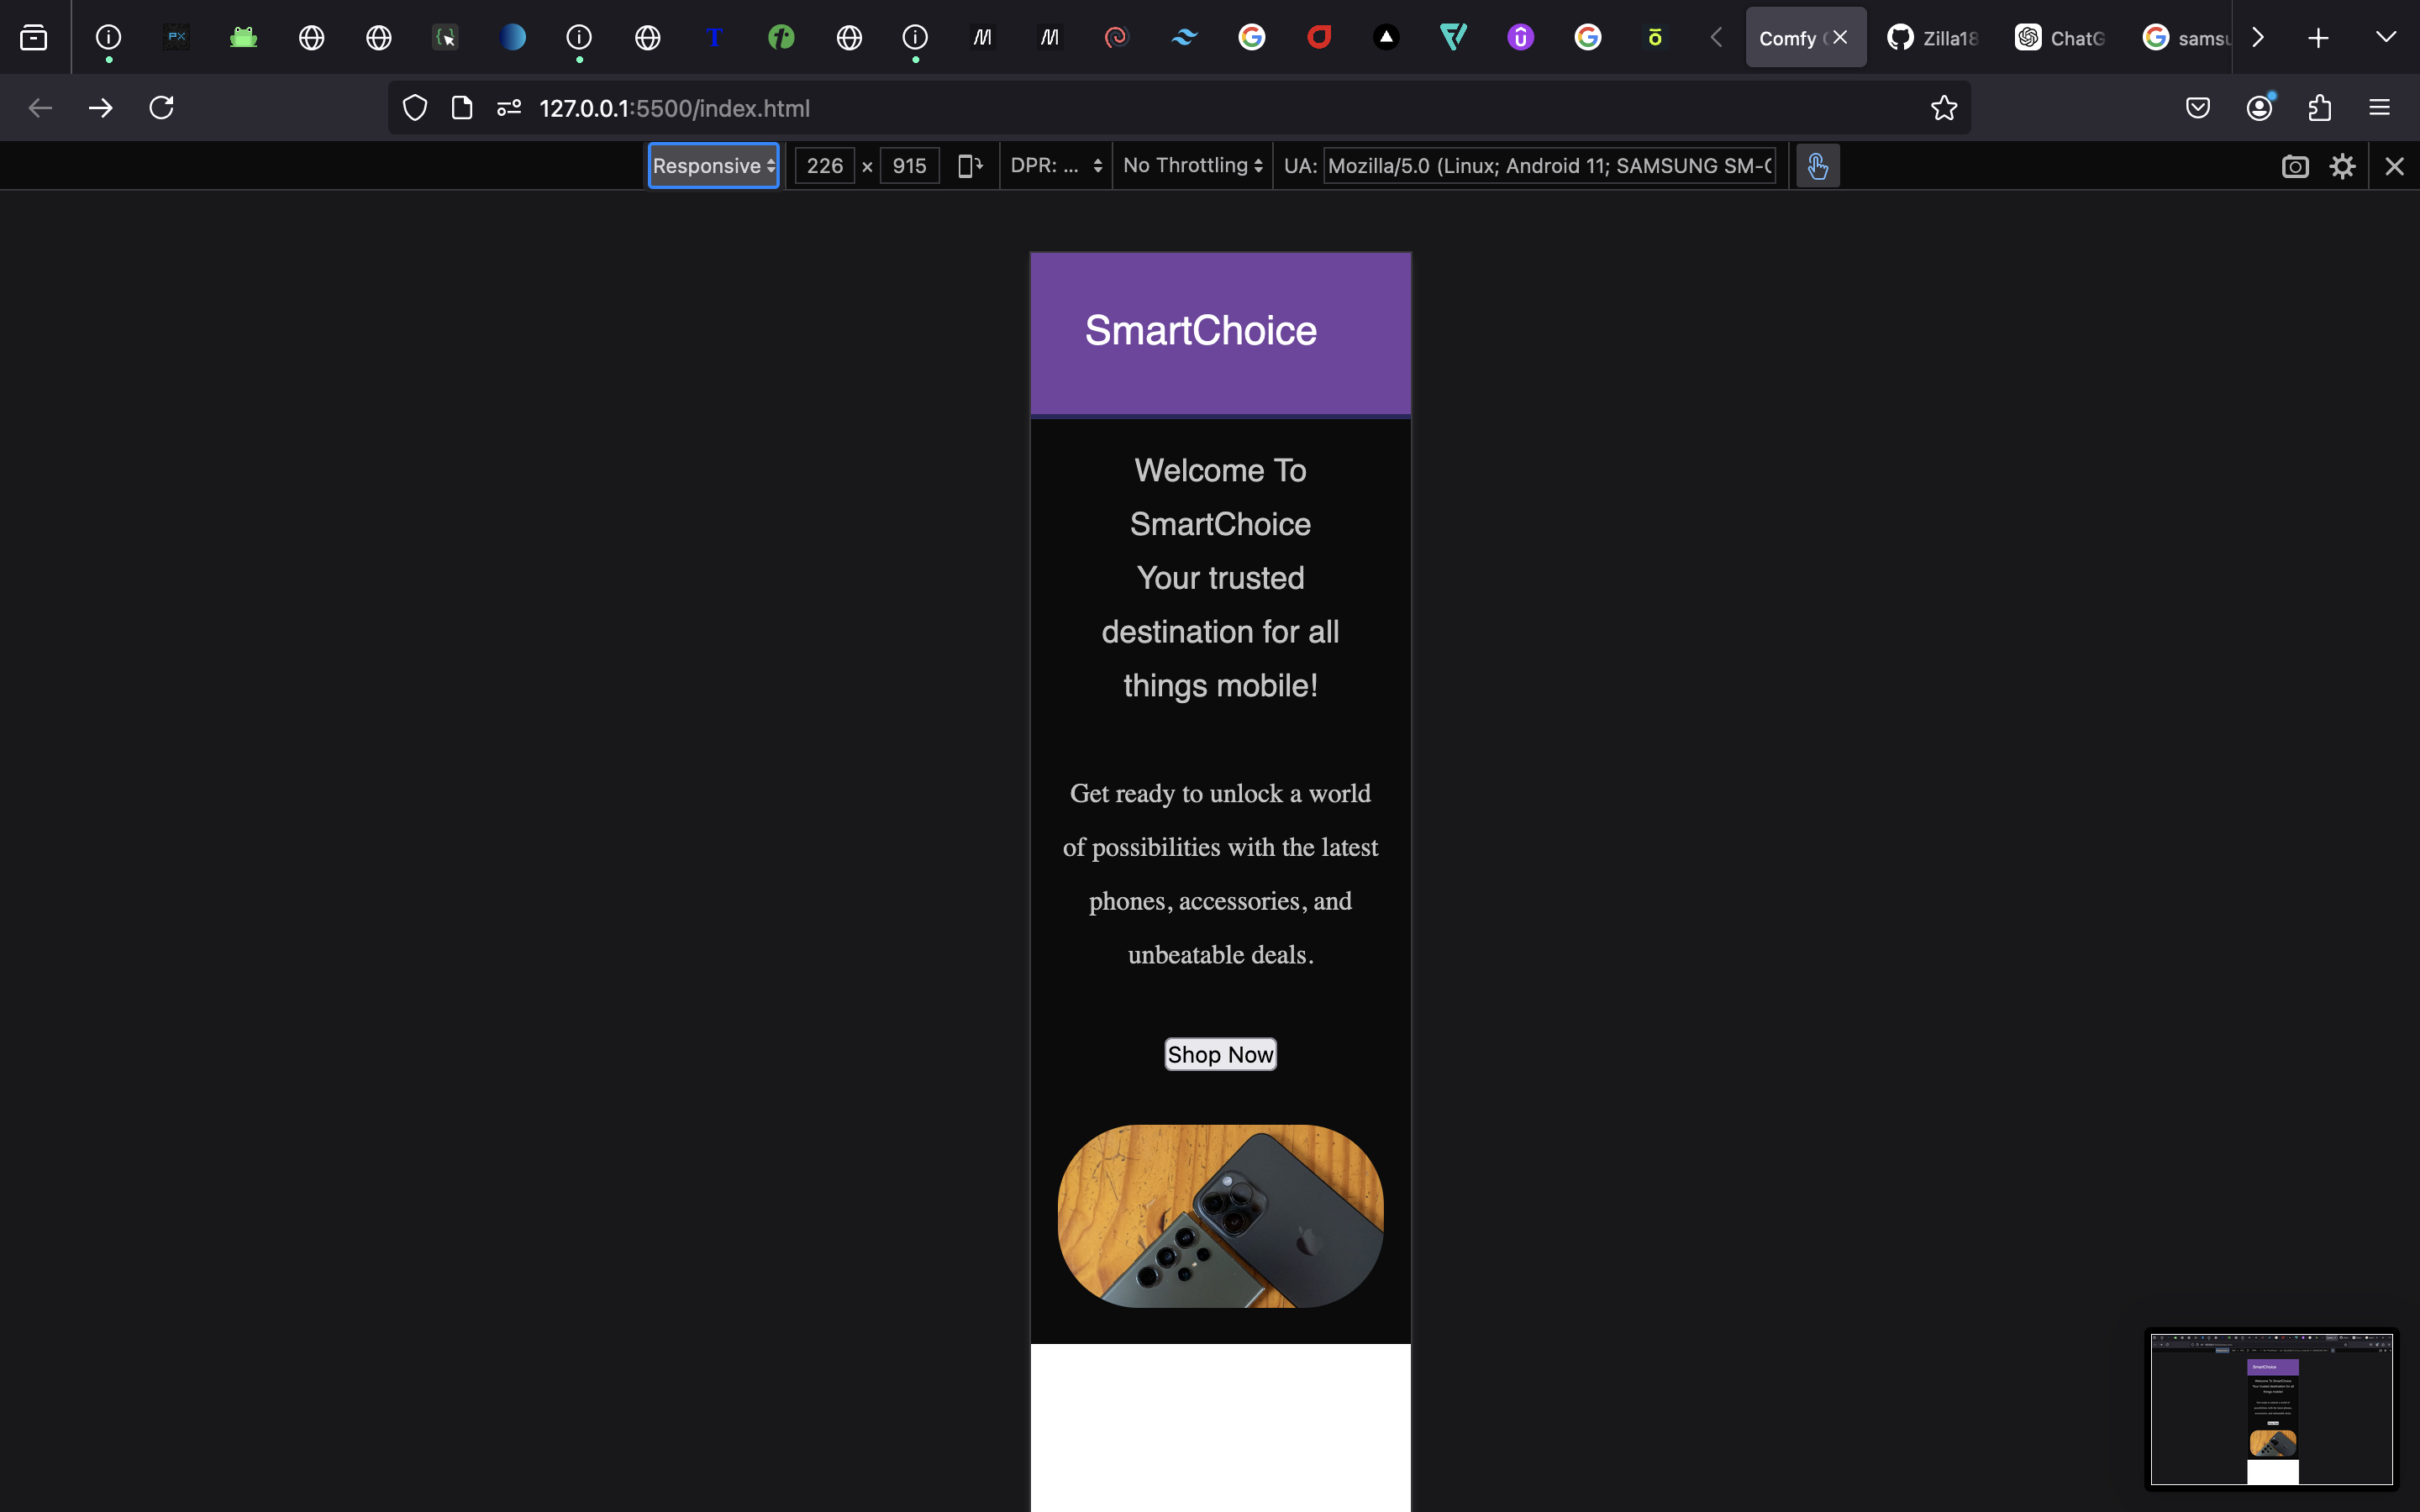 Comfy
Zilla18
ChatG
samsu
127.0.0.1:5500/index.html
Responsive
226 × 915
DPR: ...
No Throttling
UA: Mozilla/5.0 (Linux; Android 11; SAMSUNG SM-G
SmartChoice
Welcome To
SmartChoice
Your trusted
destination for all
things mobile!
Get ready to unlock a world
of possibilities with the latest
phones, accessories, and
unbeatable deals.
Shop Now